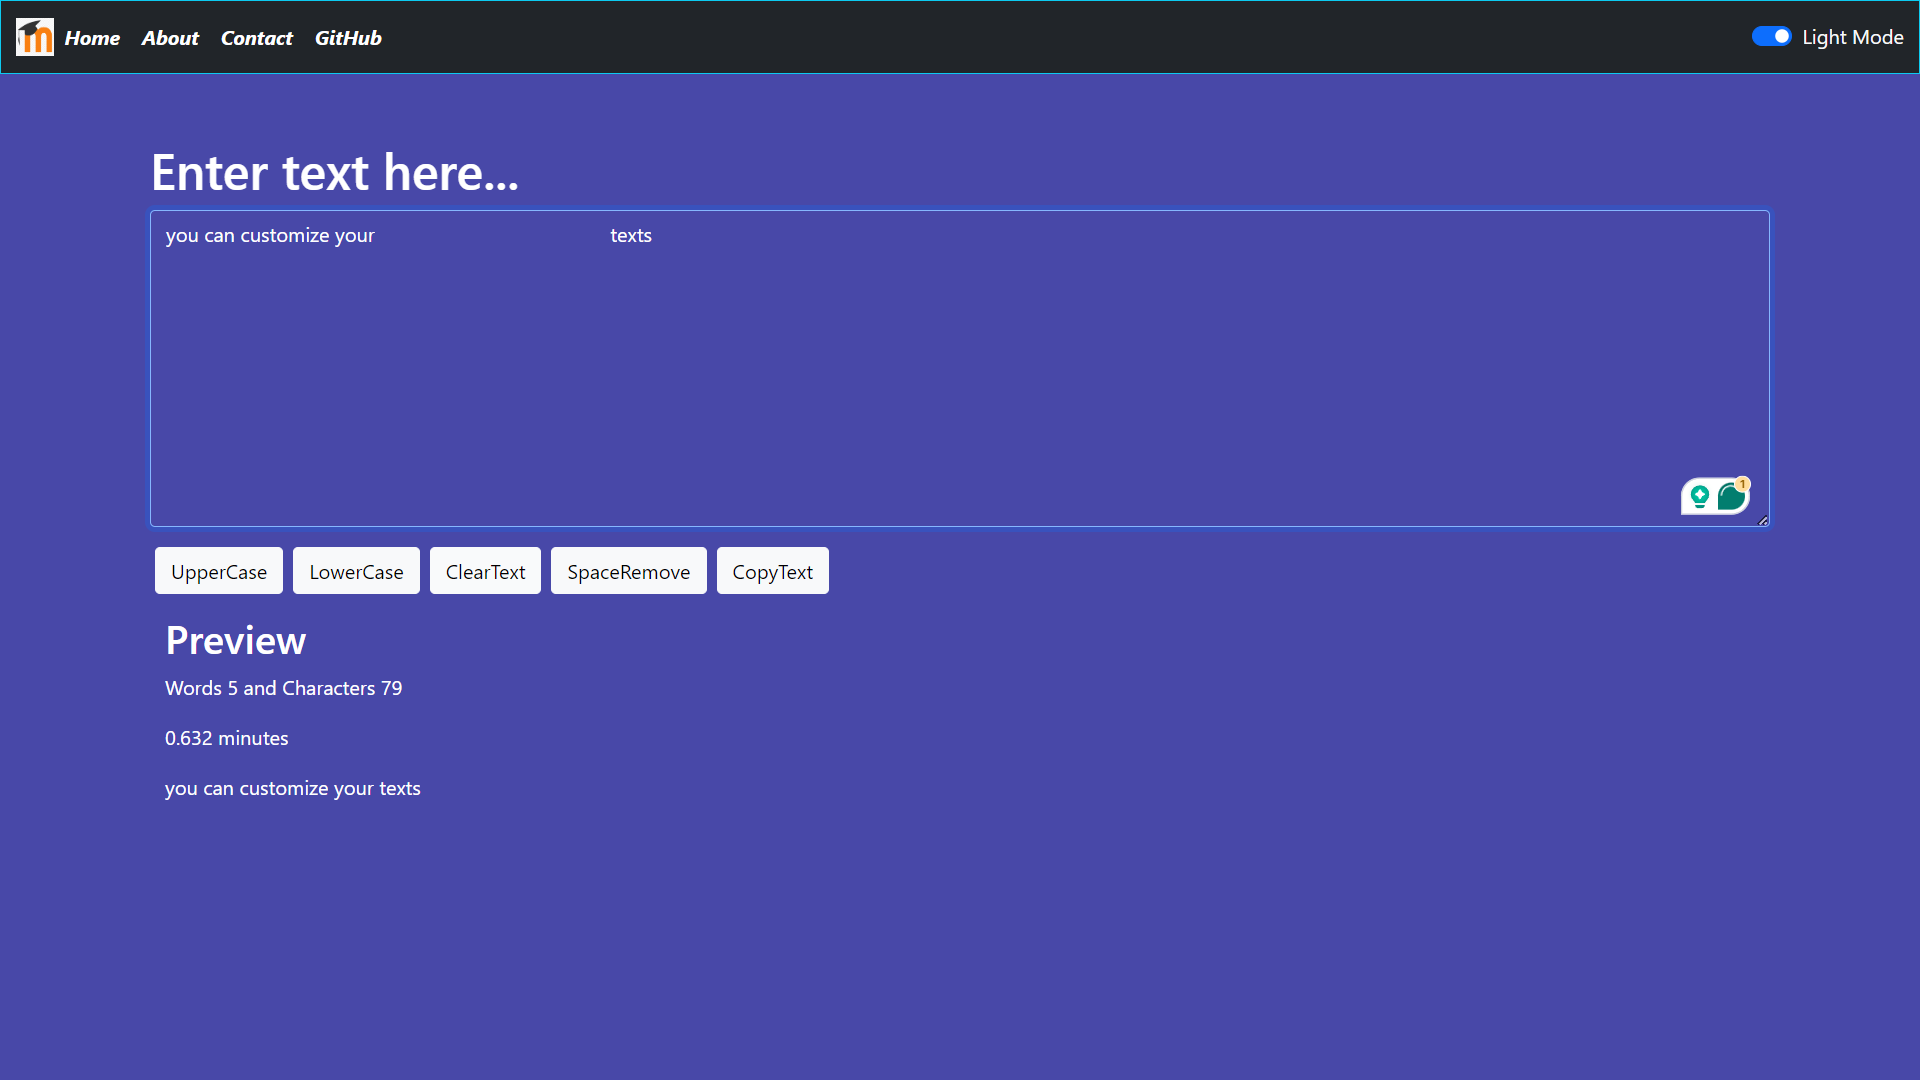 m Home About Contact GitHub Light Mode
Enter text here...
you can customize your texts
1
UpperCase LowerCase ClearText SpaceRemove CopyText
Preview
Words 5 and Characters 79
0.632 minutes
you can customize your texts